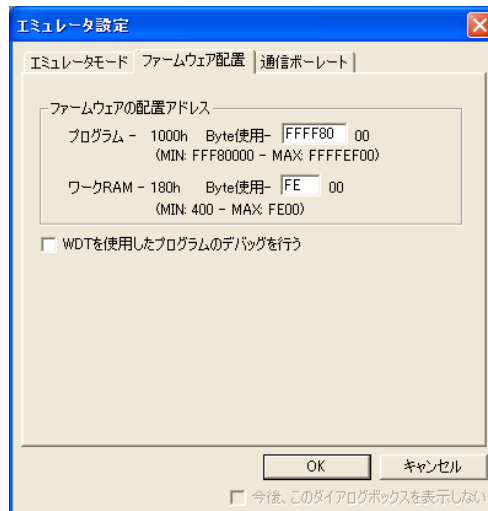 エミュレータ設定
エミュレータモード ファームウェア配置 通信ボーレート
ファームウェアの配置アドレス
プログラム - 1000h Byte使用- FFFF80 00
(MIN: FFF80000 - MAX: FFFFEF00)
ワークRAM - 180h Byte使用- FE 00
(MIN: 400 - MAX: FE00)
WDTを使用したプログラムのデバッグを行う
OK キャンセル
今後、このダイアログボックスを表示しない